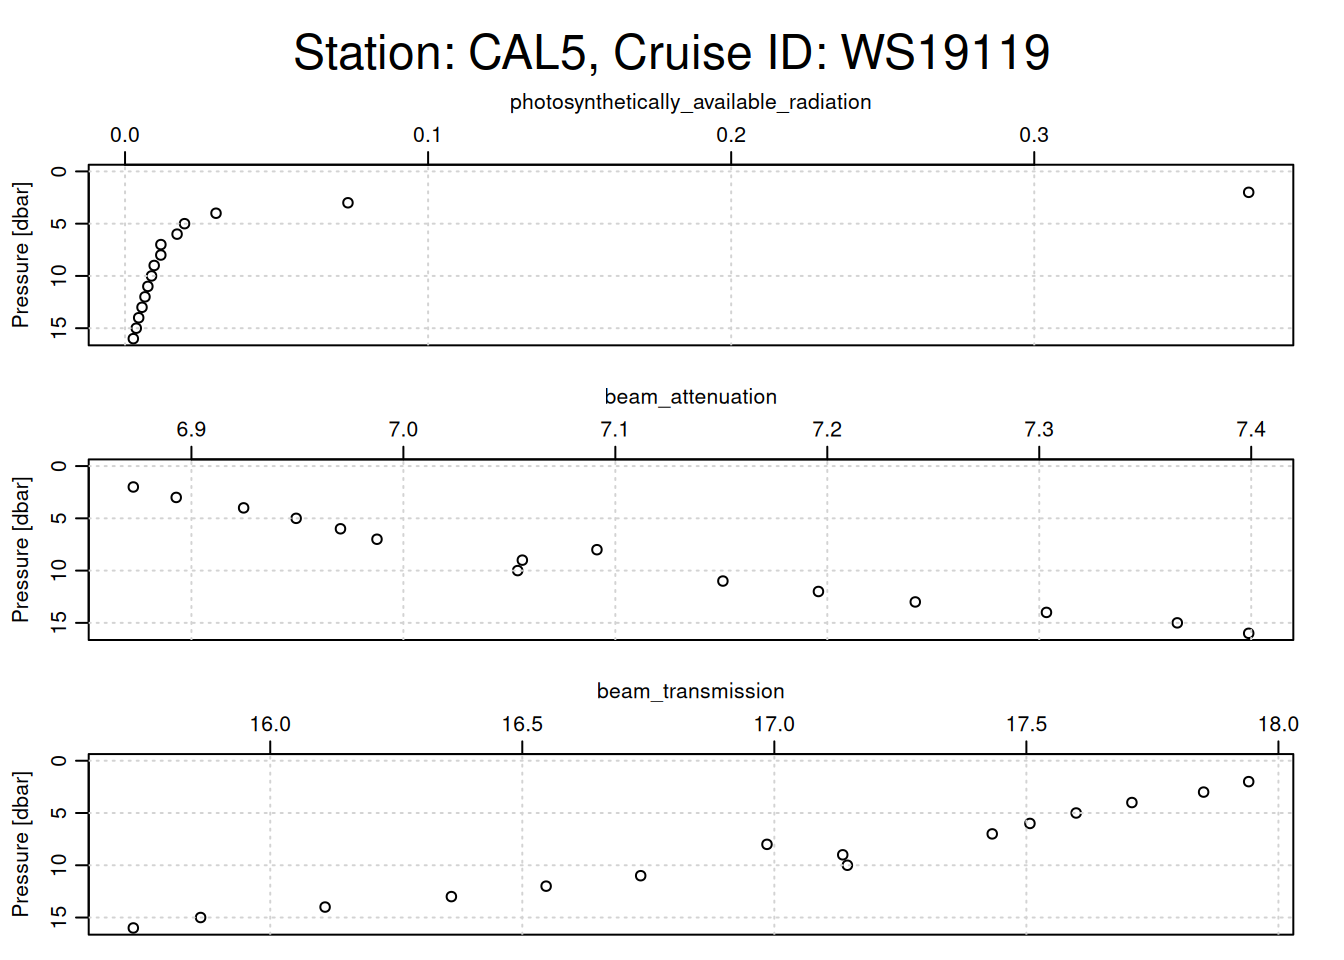 Station: CAL5, Cruise ID: WS19119
photosynthetically_available_radiation
0.0 0.1 0.2 0.3
Pressure [dbar]
0
5
10
15
beam_attenuation
6.9 7.0 7.1 7.2 7.3 7.4
Pressure [dbar]
0
5
10
15
beam_transmission
16.0 16.5 17.0 17.5 18.0
Pressure [dbar]
0
5
10
15